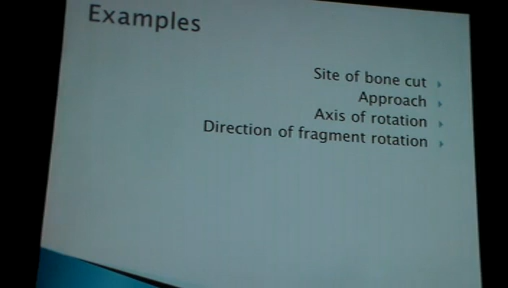 Examples
Site of bone cut
Approach
Axis of rotation
Direction of fragment rotation